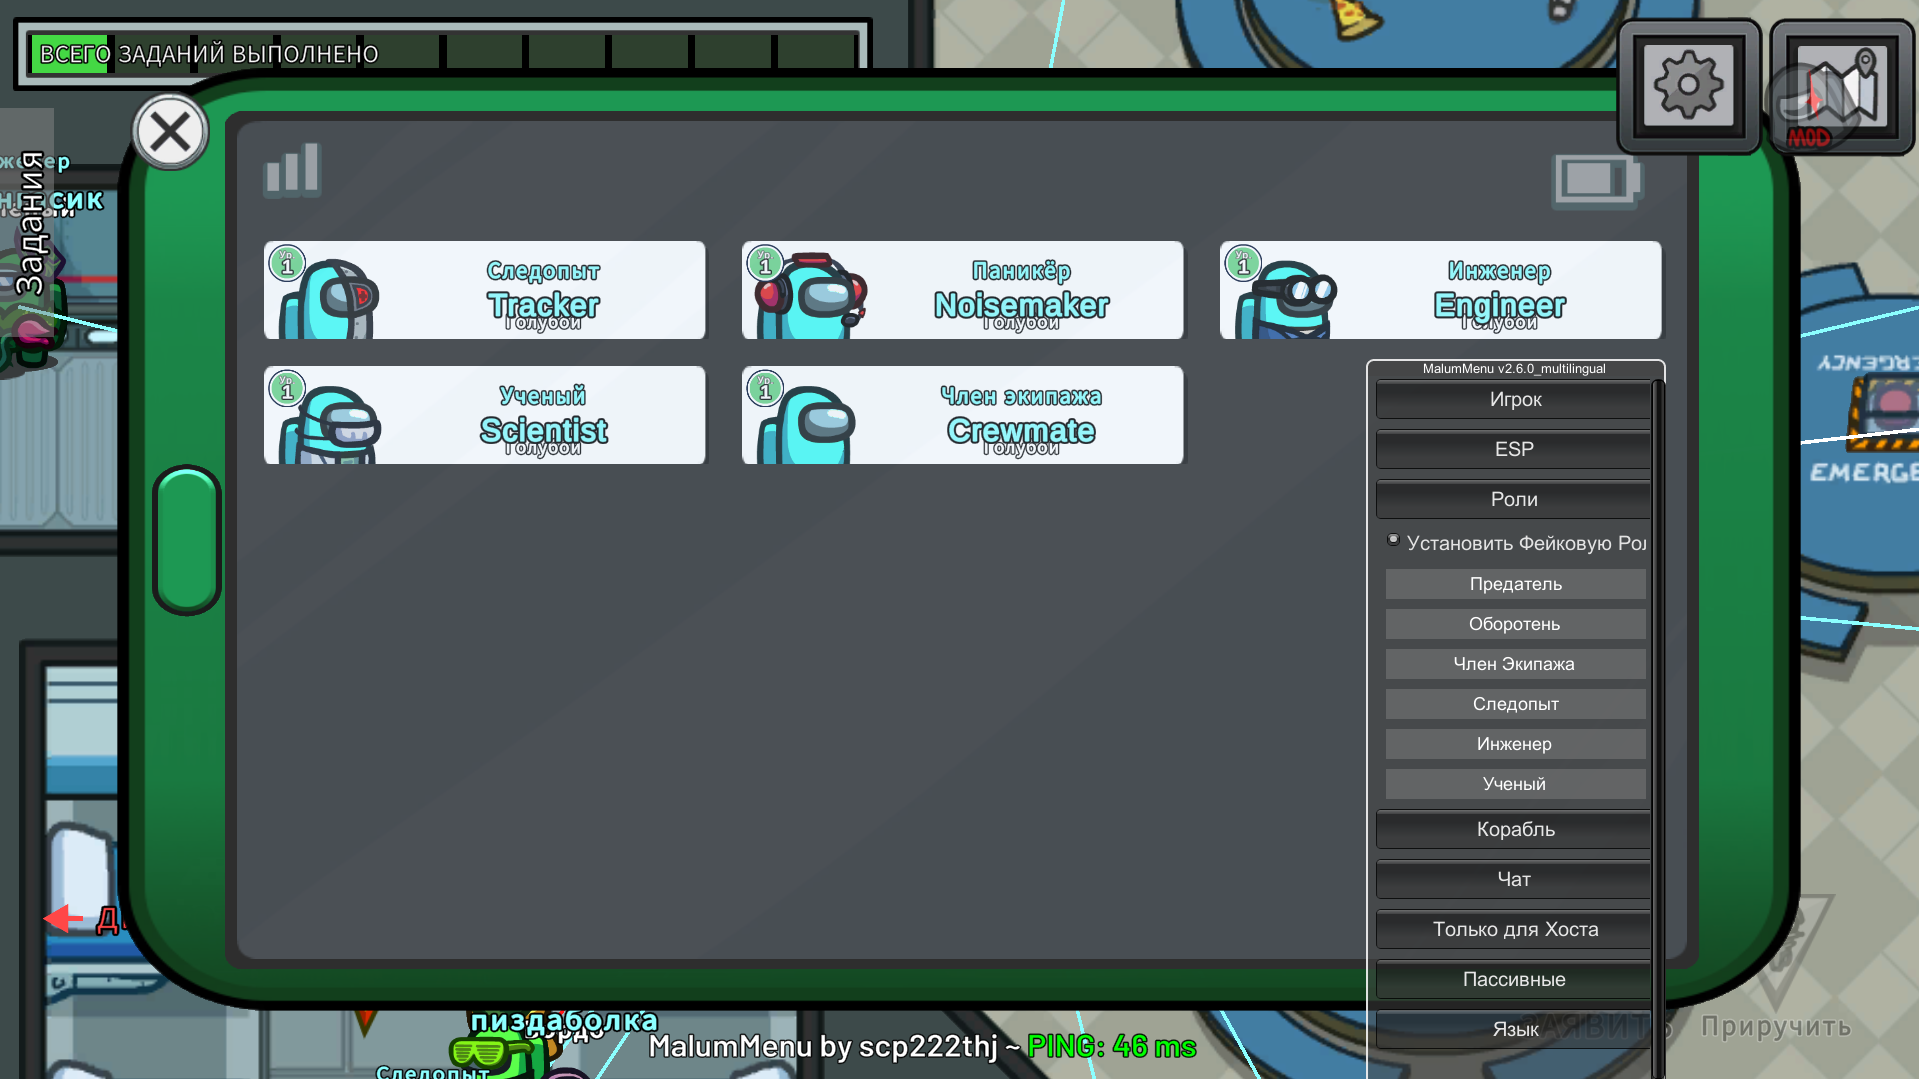 ВСЕГО ЗАДАНИЙ ВЫПОЛНЕНО
Задания
MOD
Ур. 1
Следопыт
Tracker
Голубой
Ур. 1
Паникёр
Noisemaker
Голубой
Ур. 1
Инженер
Engineer
Голубой
Ур. 1
Ученый
Scientist
Голубой
Ур. 1
Член экипажа
Crewmate
Голубой
MalumMenu v2.6.0_multilingual
Игрок
ESP
Роли
Установить Фейковую Рол
Предатель
Оборотень
Член Экипажа
Следопыт
Инженер
Ученый
Корабль
Чат
Только для Хоста
Пассивные
Язык
EMERGE
Приручить
пиздаболка
MalumMenu by scp222thj ~ PING: 46 ms
Следопыт